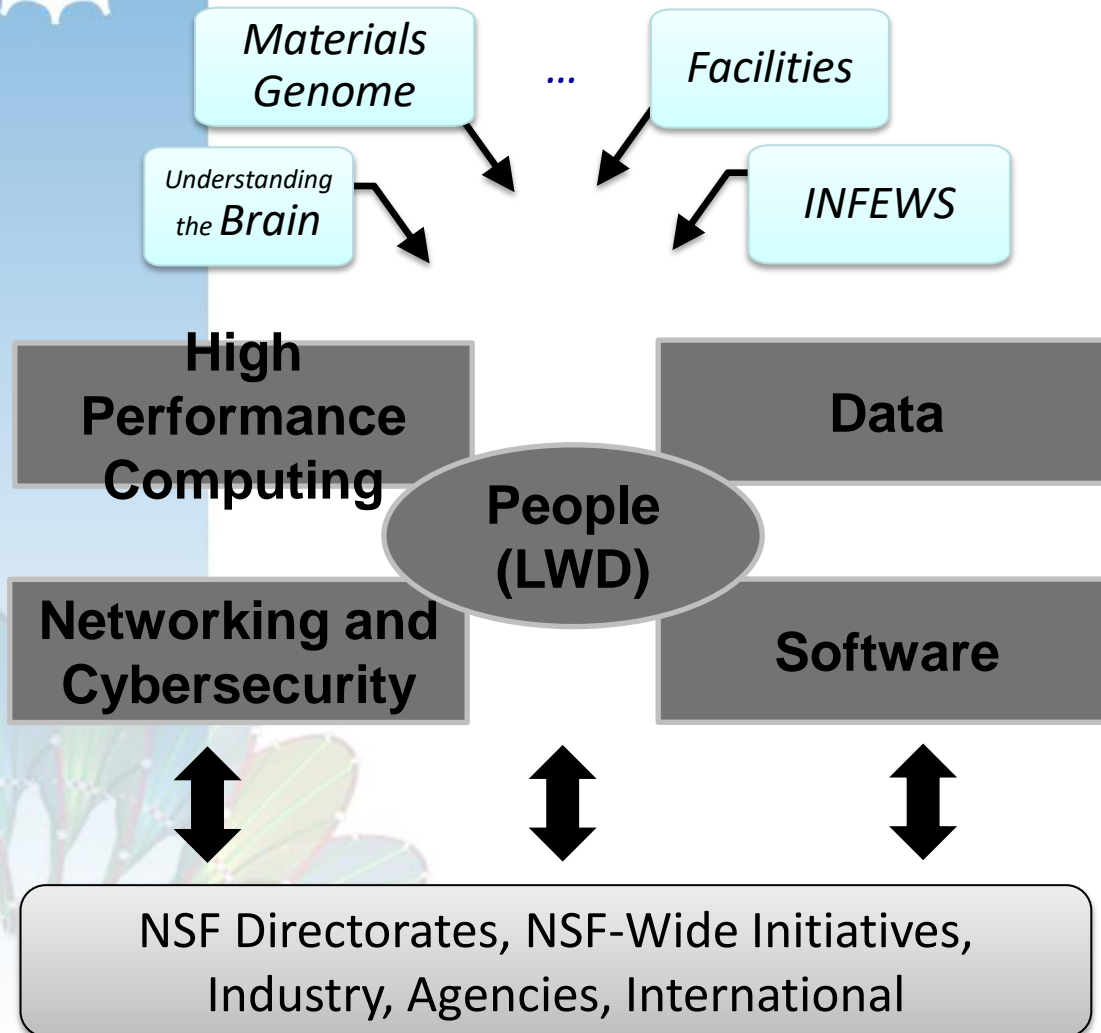 Materials
Genome
...
Facilities
Understanding
the Brain
INFEWS
High
Performance
Computing
Data
People
(LWD)
Networking and
Cybersecurity
Software
NSF Directorates, NSF-Wide Initiatives,
Industry, Agencies, International